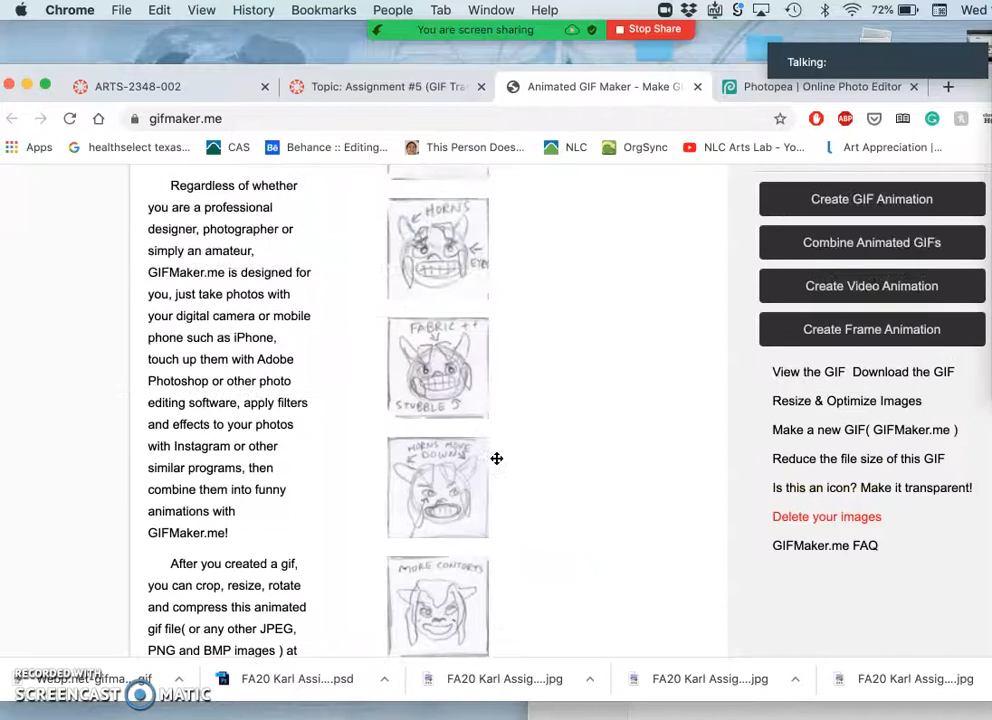 Chrome File Edit View History Bookmarks People Tab Window Help 72% Wed
You are screen sharing Stop Share
Talking:
ARTS-2348-002 Topic: Assignment #5 (GIF Tra Animated GIF Maker - Make G Photopea | Online Photo Editor
gifmaker.me ABP
Apps healthselect texas... CAS Behance :: Editing... This Person Does... NLC OrgSync NLC Arts Lab - Yo... Art Appreciation |...
Regardless of whether
you are a professional
designer, photographer or
simply an amateur,
GIFMaker.me is designed for
you, just take photos with
your digital camera or mobile
phone such as iPhone,
touch up them with Adobe
Photoshop or other photo
editing software, apply filters
and effects to your photos
with Instagram or other
similar programs, then
combine them into funny
animations with
GIFMaker.me!
After you created a gif,
you can crop, resize, rotate
and compress this animated
gif file( or any other JPEG,
PNG and BMP images ) at
HORNS
FABRIC ++
STUBBLE
HORNS MOVE
DOWN
MORE CONTORTS
Create GIF Animation
Combine Animated GIFs
Create Video Animation
Create Frame Animation
View the GIF Download the GIF
Resize & Optimize Images
Make a new GIF( GIFMaker.me )
Reduce the file size of this GIF
Is this an icon? Make it transparent!
Delete your images
GIFMaker.me FAQ
FA20 Karl Assi....psd FA20 Karl Assig....jpg FA20 Karl Assig....jpg FA20 Karl Assig....jpg
RECORDED WITH
SCREENCAST MATIC